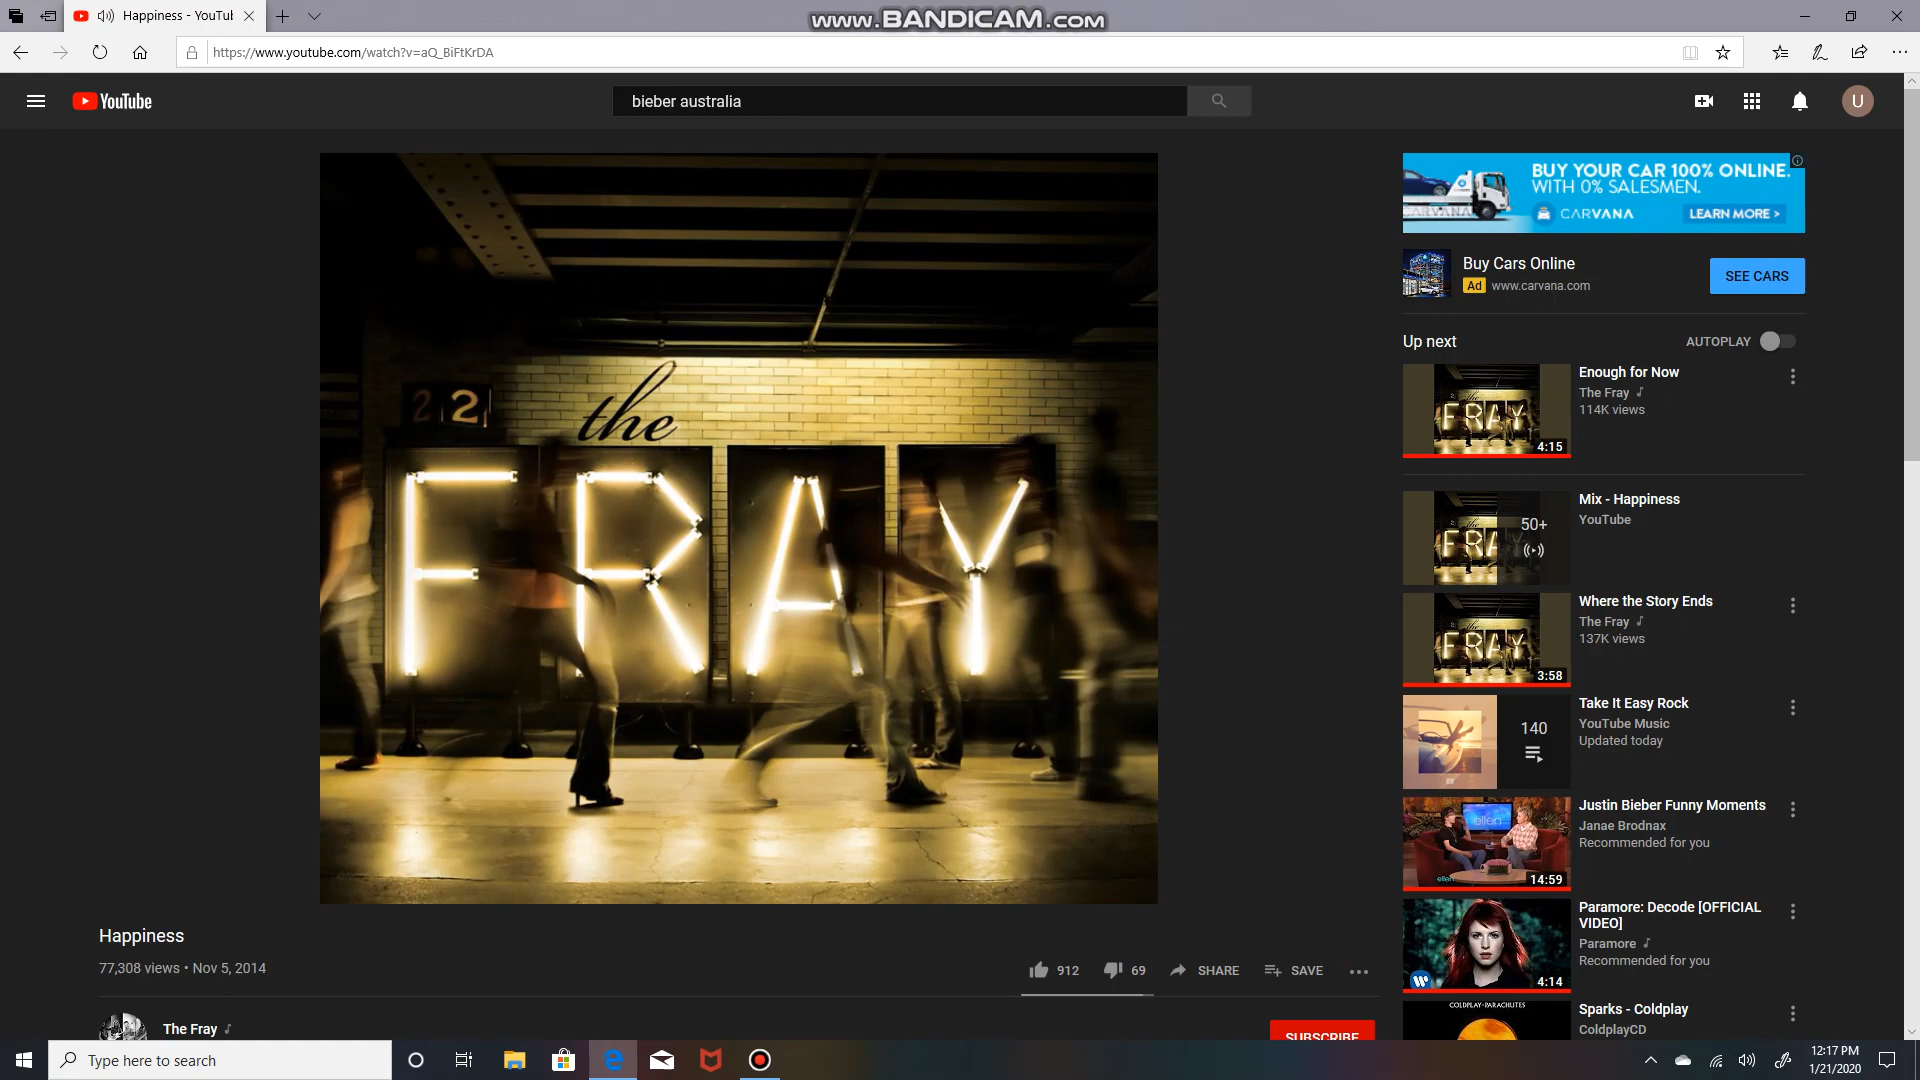 Happiness - YouTul
www.BANDICAM.com
https://www.youtube.com/watch?v=aQ_BiFtKrDA
YouTube
bieber australia
U
22
the
FRAY
BUY YOUR CAR 100% ONLINE.
WITH 0% SALESMEN.
CARVANA
LEARN MORE >
Buy Cars Online
Ad www.carvana.com
SEE CARS
Up next
AUTOPLAY
the
FRAY
4:15
Enough for Now
The Fray
114K views
50+
Mix - Happiness
YouTube
the
FRAY
3:58
Where the Story Ends
The Fray
137K views
140
Take It Easy Rock
YouTube Music
Updated today
ellen
ellen
14:59
Justin Bieber Funny Moments
Janae Brodnax
Recommended for you
4:14
Paramore: Decode [OFFICIAL
VIDEO]
Paramore
Recommended for you
COLDPLAY-PARACHUTES
Sparks - Coldplay
ColdplayCD
Happiness
77,308 views • Nov 5, 2014
912
69
SHARE
SAVE
The Fray
SUBSCRIBE
Type here to search
12:17 PM
1/21/2020